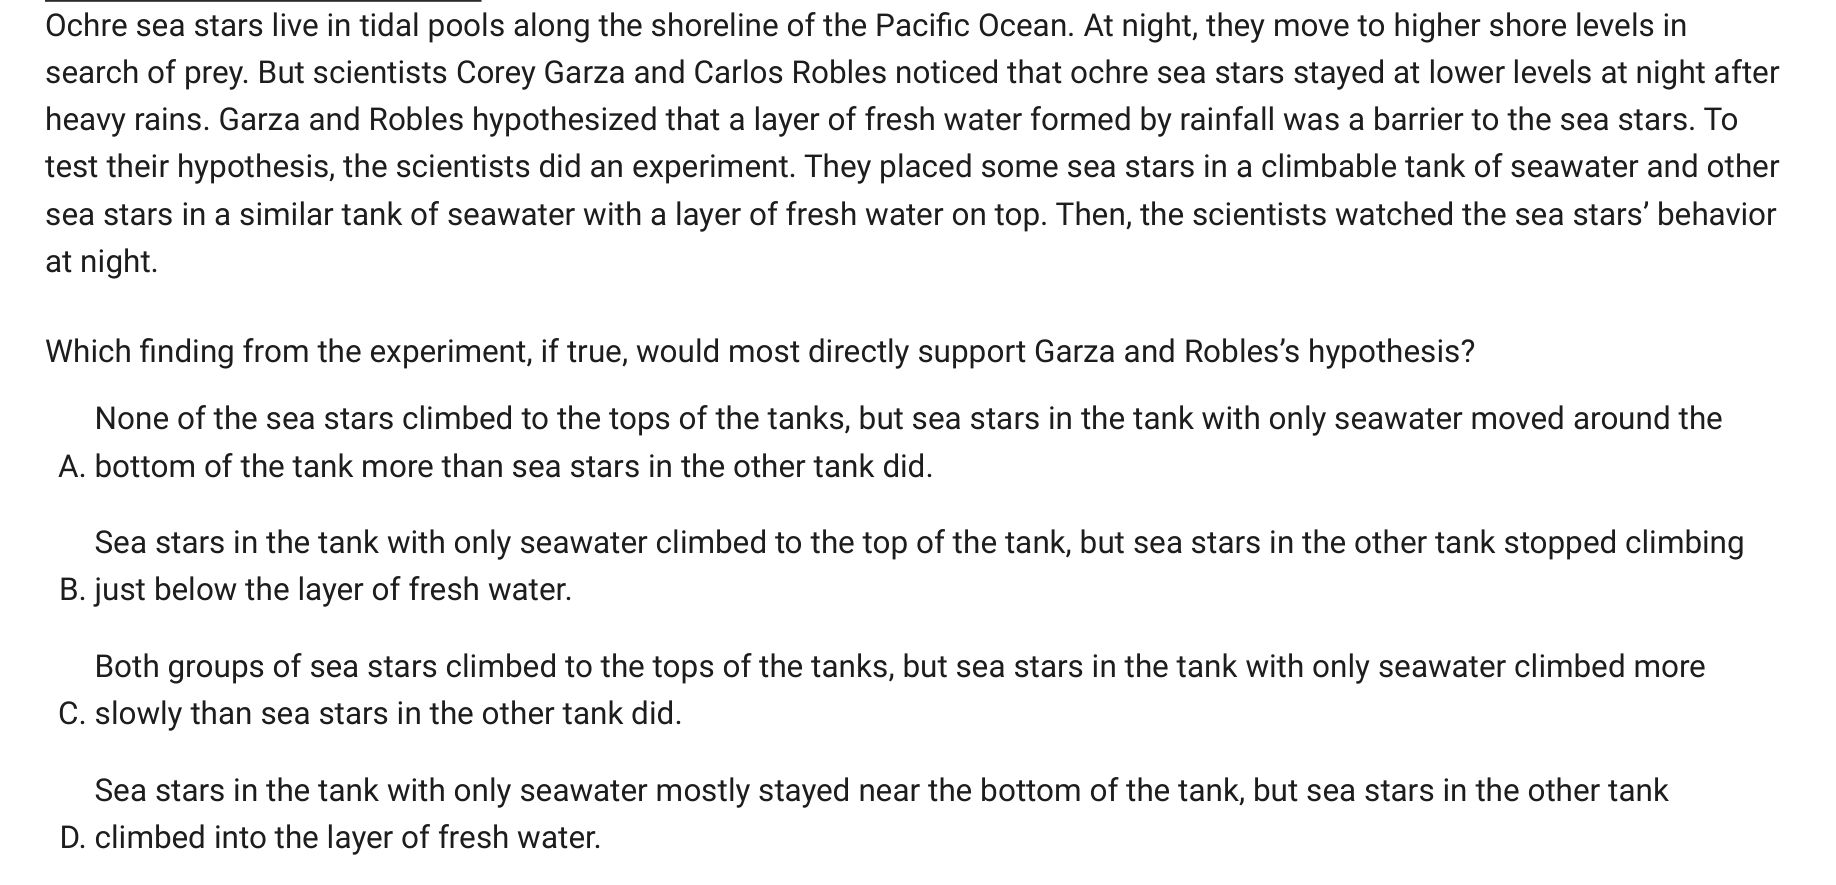 Ochre sea stars live in tidal pools along the shoreline of the Pacific Ocean. At night, they move to higher shore levels in
search of prey. But scientists Corey Garza and Carlos Robles noticed that ochre sea stars stayed at lower levels at night after
heavy rains. Garza and Robles hypothesized that a layer of fresh water formed by rainfall was a barrier to the sea stars. To
test their hypothesis, the scientists did an experiment. They placed some sea stars in a climbable tank of seawater and other
sea stars in a similar tank of seawater with a layer of fresh water on top. Then, the scientists watched the sea stars’ behavior
at night.
Which finding from the experiment, if true, would most directly support Garza and Robles’s hypothesis?
None of the sea stars climbed to the tops of the tanks, but sea stars in the tank with only seawater moved around the
A. bottom of the tank more than sea stars in the other tank did.
Sea stars in the tank with only seawater climbed to the top of the tank, but sea stars in the other tank stopped climbing
B. just below the layer of fresh water.
Both groups of sea stars climbed to the tops of the tanks, but sea stars in the tank with only seawater climbed more
C. slowly than sea stars in the other tank did.
Sea stars in the tank with only seawater mostly stayed near the bottom of the tank, but sea stars in the other tank
D. climbed into the layer of fresh water.